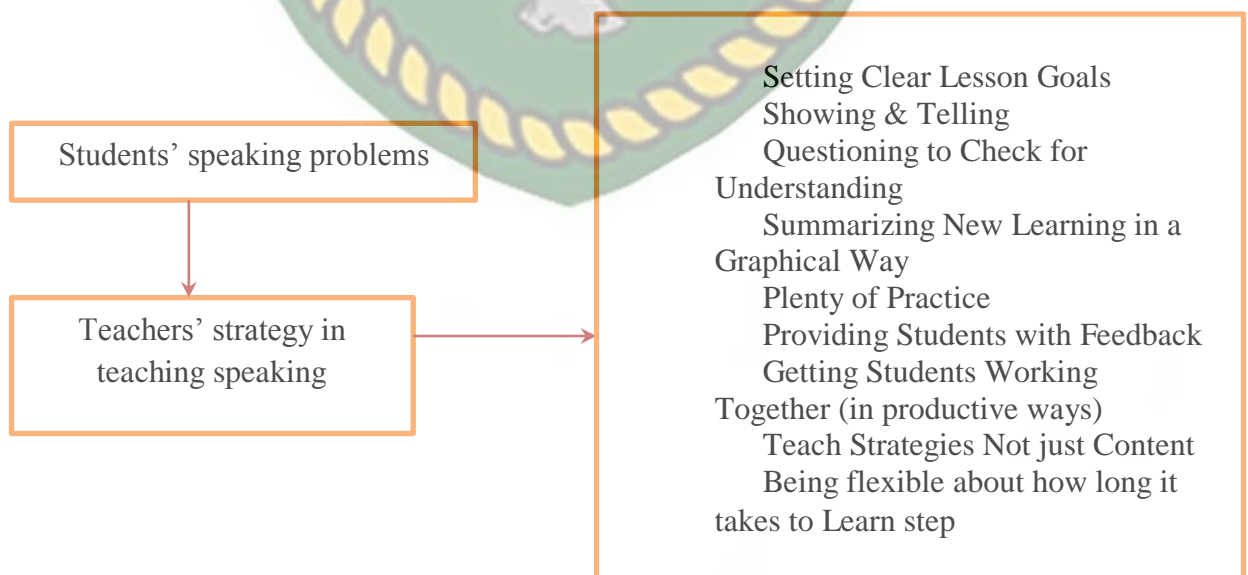 Students’ speaking problems
Teachers’ strategy in
teaching speaking
Setting Clear Lesson Goals
Showing & Telling
Questioning to Check for
Understanding
Summarizing New Learning in a
Graphical Way
Plenty of Practice
Providing Students with Feedback
Getting Students Working
Together (in productive ways)
Teach Strategies Not just Content
Being flexible about how long it
takes to Learn step